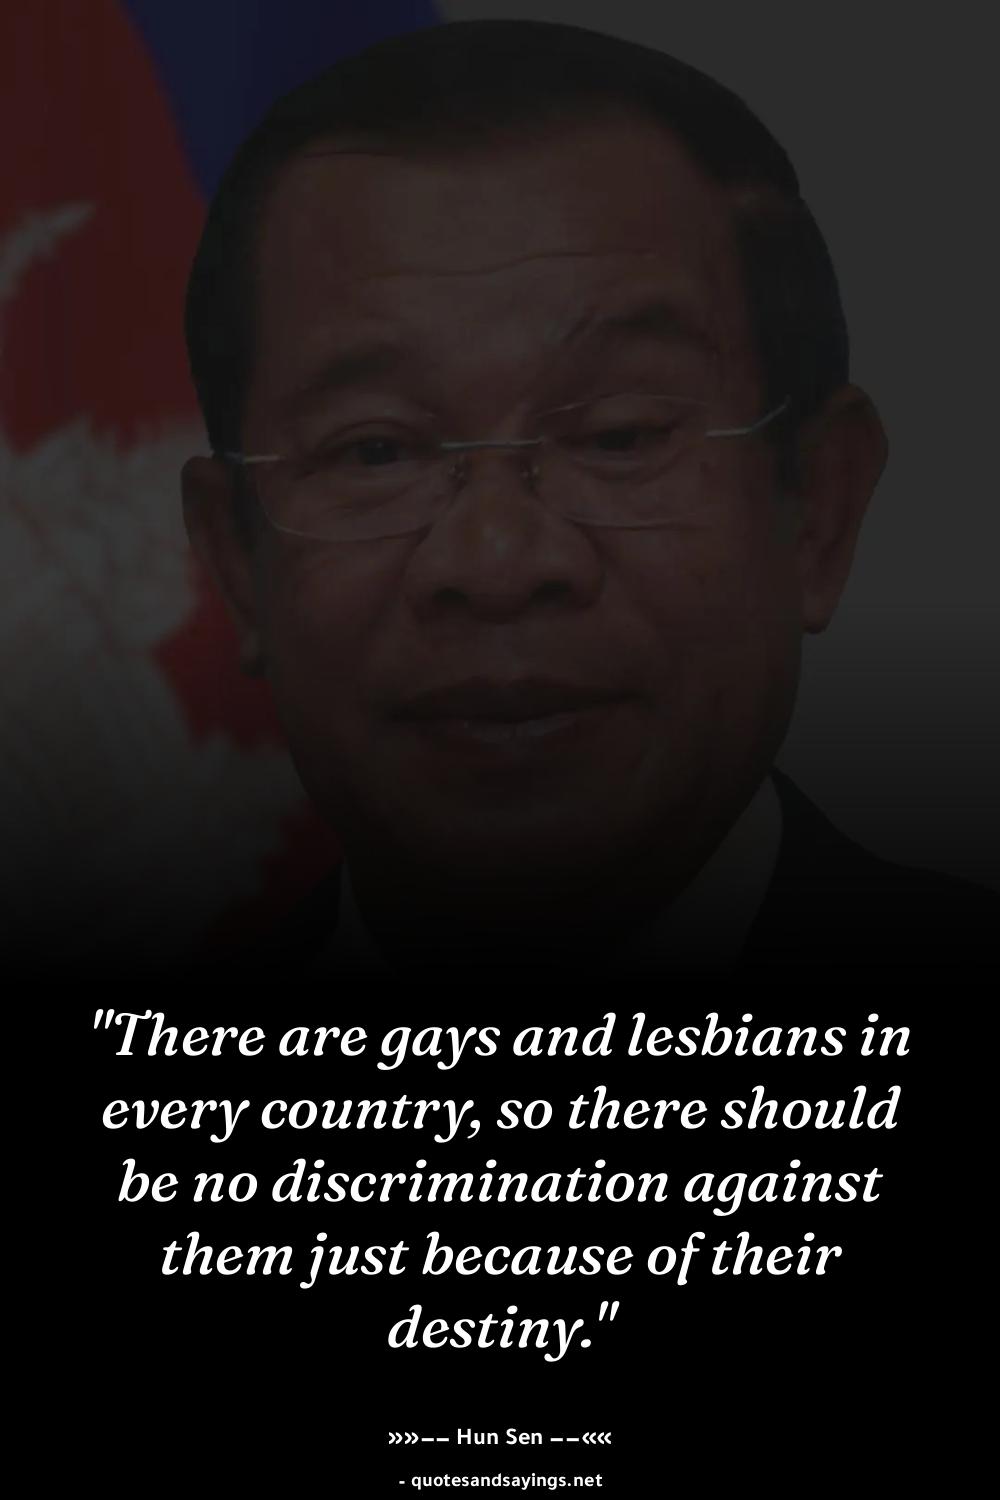 "There are gays and lesbians in
every country, so there should
be no discrimination against
them just because of their
destiny."
»»–– Hun Sen ––««
- quotesandsayings.net